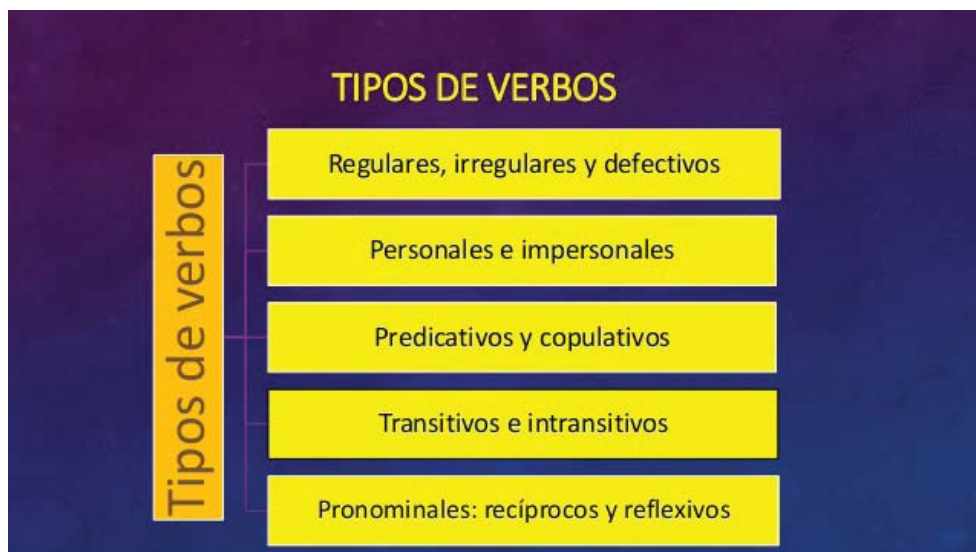 TIPOS DE VERBOS
Tipos de verbos
Regulares, irregulares y defectivos
Personales e impersonales
Predicativos y copulativos
Transitivos e intransitivos
Pronominales: recíprocos y reflexivos